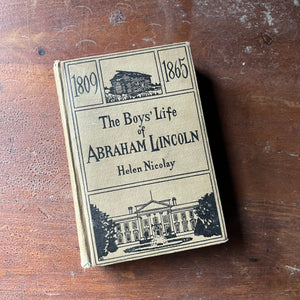 1809 1865
The Boys' Life
of
ABRAHAM LINCOLN
Helen Nicolay